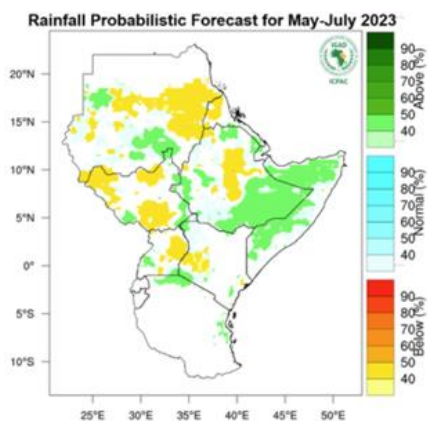 Rainfall Probabilistic Forecast for May-July 2023
IGAD
ICPAC
20°N
15°N
10°N
5°N
0°
5°S
10°S
25°E
30°E
35°E
40°E
45°E
50°E
90
80
70
60
50
40
30
Above (%)
90
80
70
60
50
40
Normal (%)
90
80
70
60
50
40
Below (%)